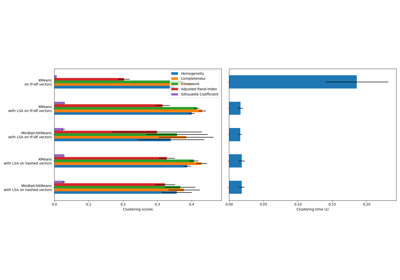 Homogeneity
Completeness
V-measure
Adjusted Rand-Index
Silhouette Coefficient
KMeans
on tf-idf vectors
KMeans
with LSA on tf-idf vectors
MiniBatchKMeans
with LSA on tf-idf vectors
KMeans
with LSA on hashed vectors
MiniBatchKMeans
with LSA on hashed vectors
0.0 0.1 0.2 0.3 0.4
Clustering scores
0.00 0.05 0.10 0.15 0.20
Clustering time (s)